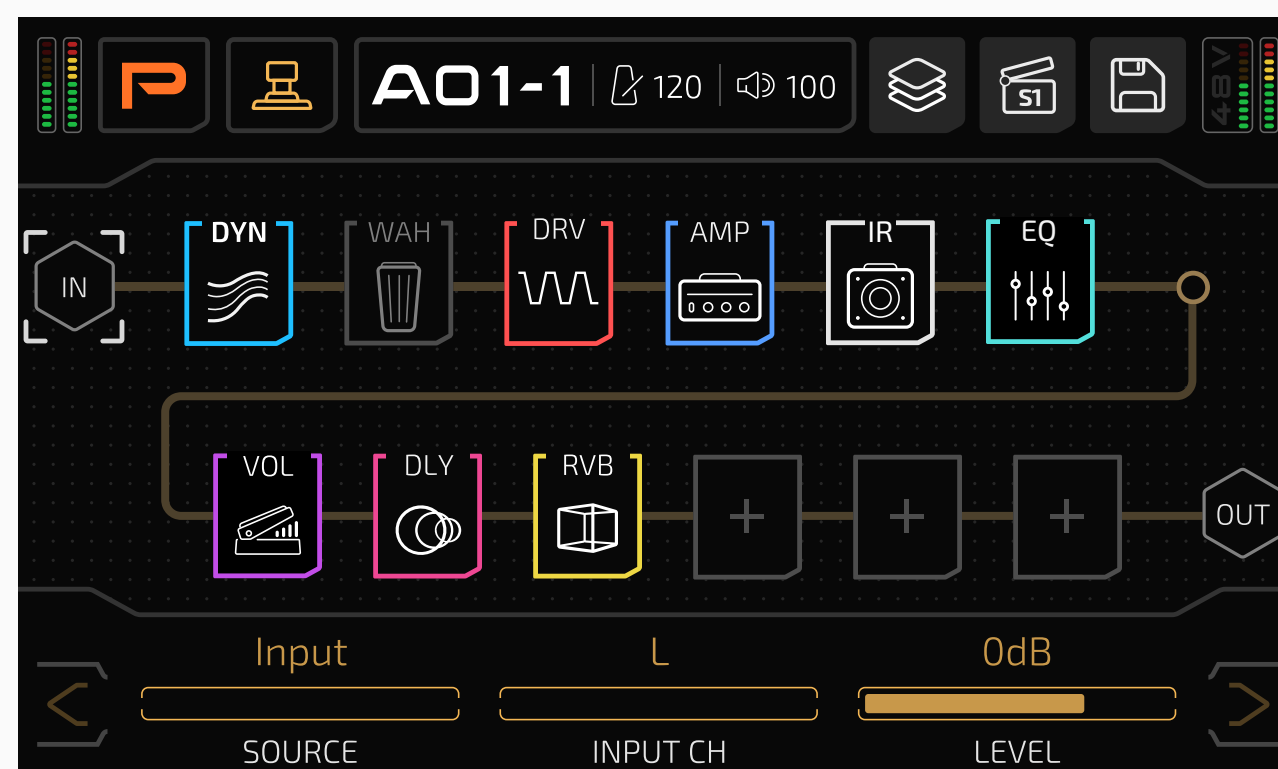 A01-1 120 100 S1 48V
DYN WAH DRV AMP IR EQ
IN
VOL DLY RVB
OUT
Input L 0dB
SOURCE INPUT CH LEVEL